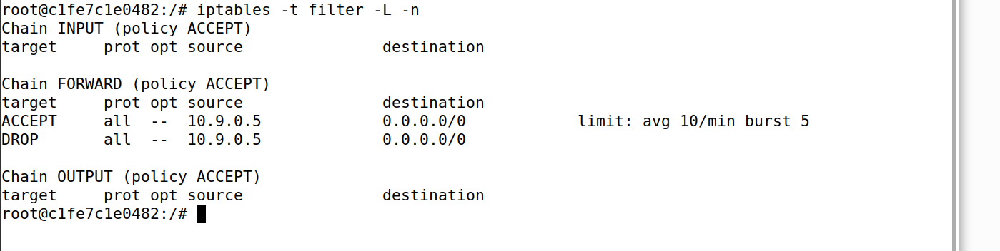 root@c1fe7c1e0482:/# iptables -t filter -L -n
Chain INPUT (policy ACCEPT)
target     prot opt source               destination

Chain FORWARD (policy ACCEPT)
target     prot opt source               destination
ACCEPT     all  --  10.9.0.5             0.0.0.0/0            limit: avg 10/min burst 5
DROP       all  --  10.9.0.5             0.0.0.0/0

Chain OUTPUT (policy ACCEPT)
target     prot opt source               destination
root@c1fe7c1e0482:/#